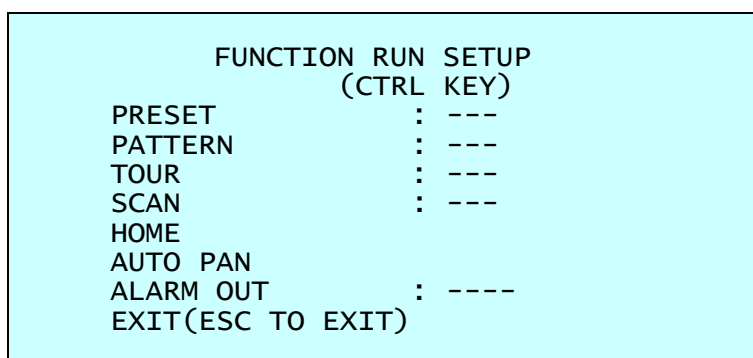 FUNCTION RUN SETUP
(CTRL KEY)
PRESET : ---
PATTERN : ---
TOUR : ---
SCAN : ---
HOME
AUTO PAN
ALARM OUT : ----
EXIT(ESC TO EXIT)